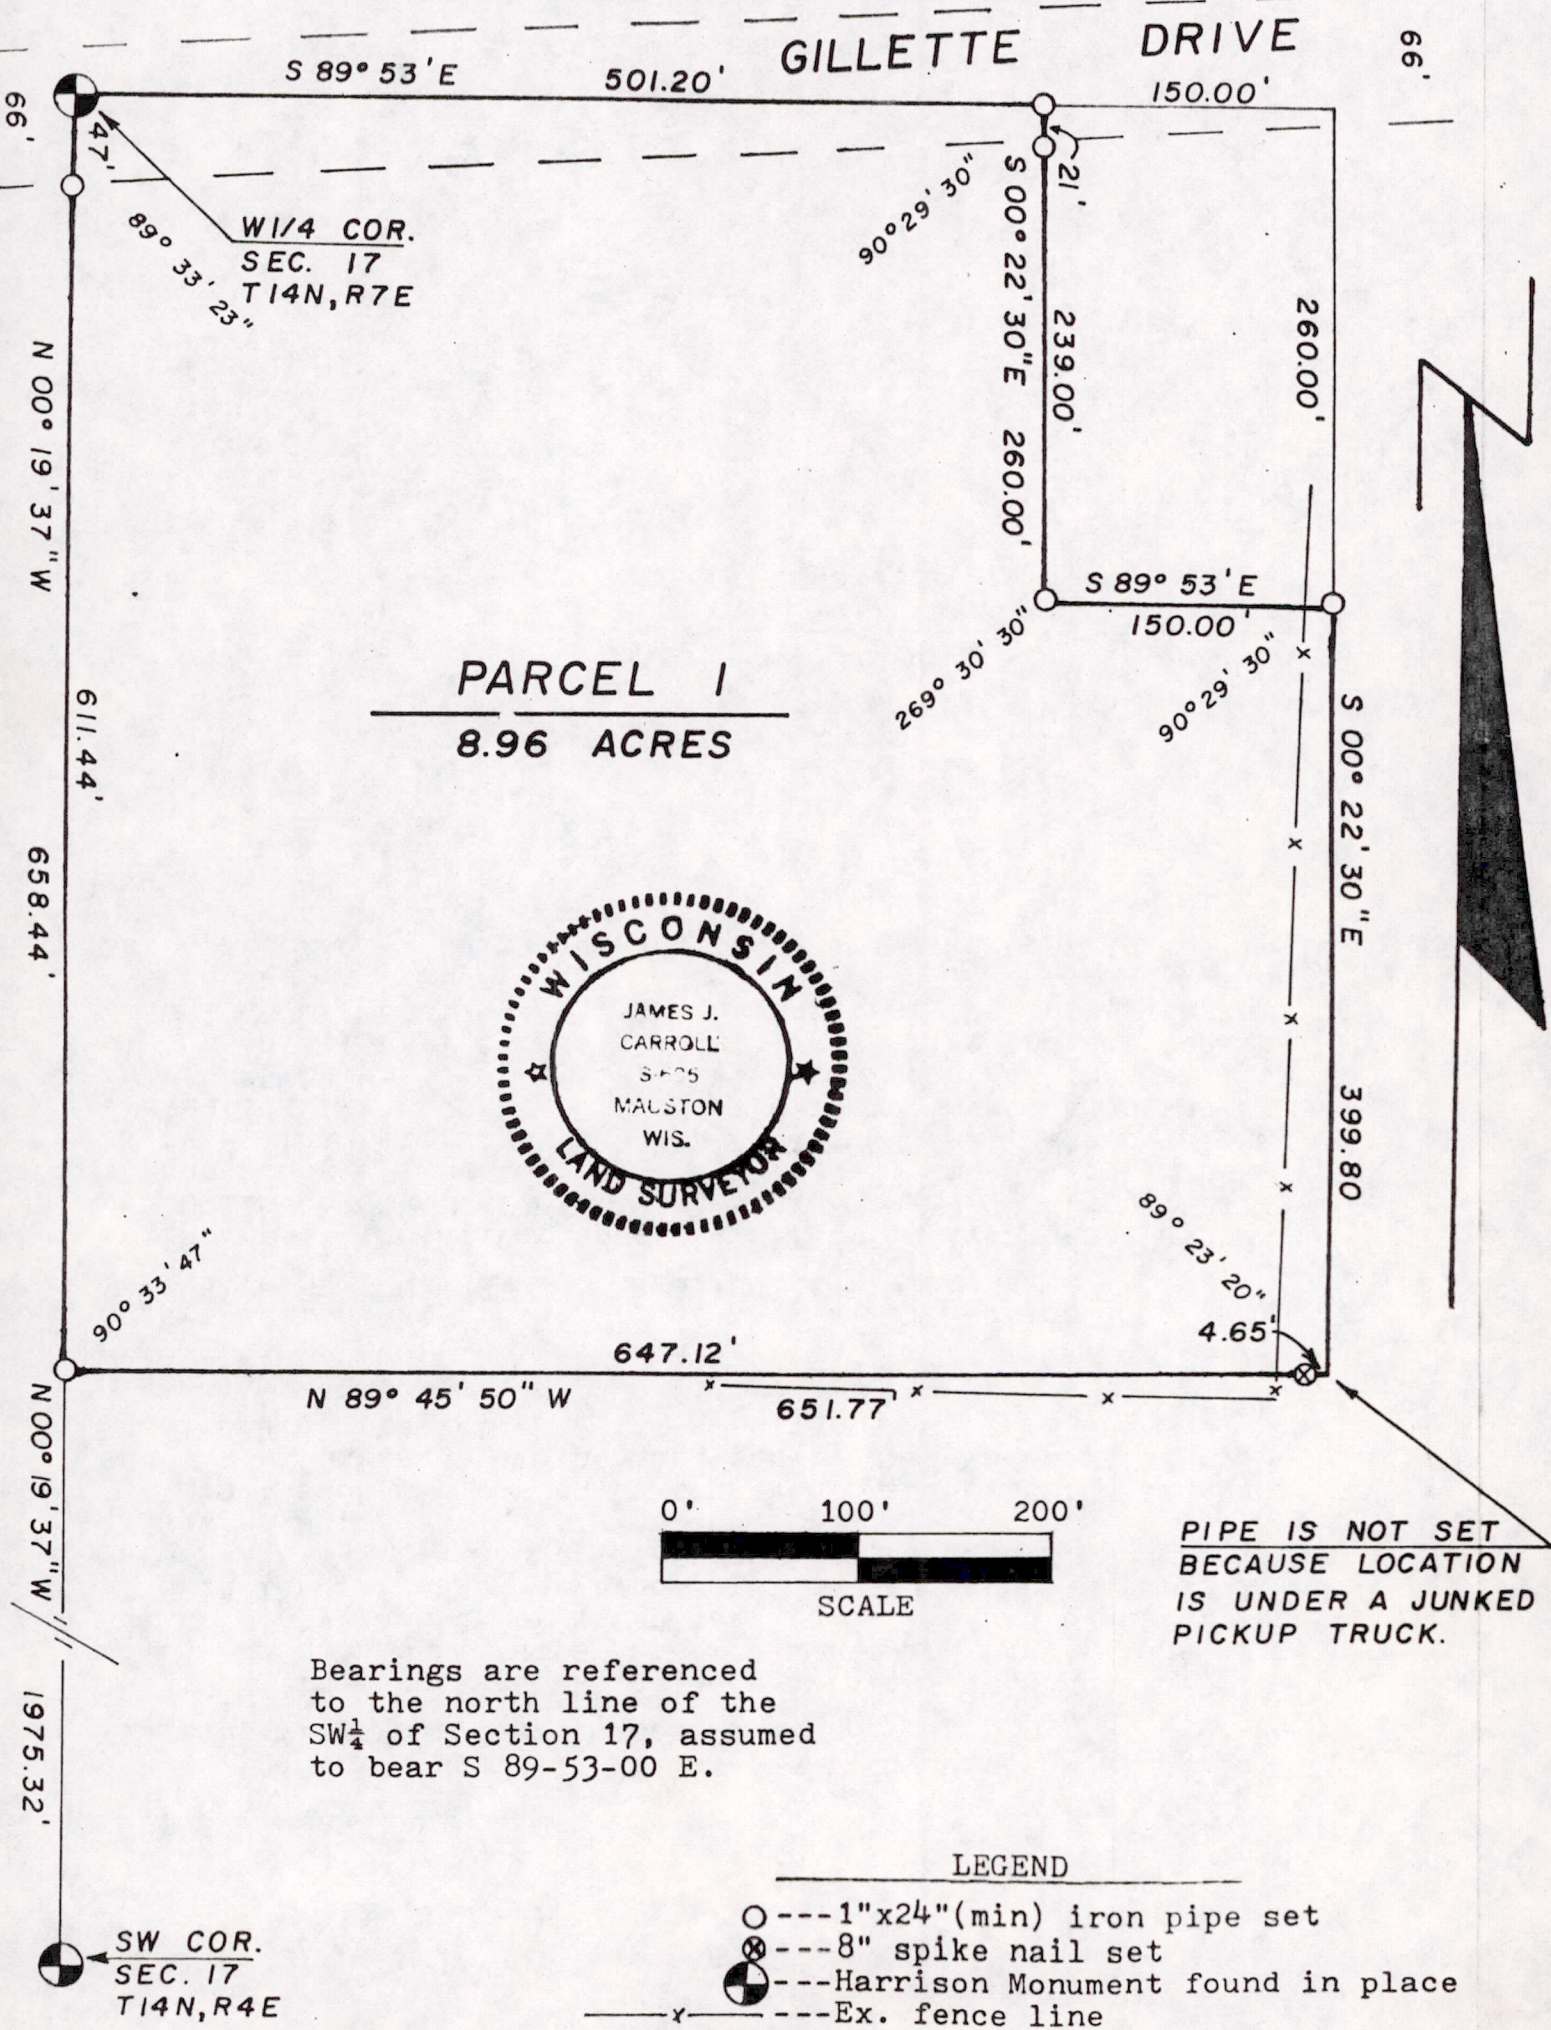 GILLETTE DRIVE
66'
S 89° 53' E 501.20'
150.00'
66'
47'
21'
W1/4 COR.
SEC. 17
T14N, R7E
89° 33' 23"
90° 29' 30"
S 00° 22' 30" E 260.00'
239.00'
260.00'
N 00° 19' 37" W
611.44'
658.44'
S 89° 53' E
150.00'
269° 30' 30"
90° 29' 30"
PARCEL 1
8.96 ACRES
S 00° 22' 30" E 399.80
WISCONSIN
JAMES J.
CARROLL
MAUSTON
WIS.
LAND SURVEYOR
90° 33' 47"
89° 23' 20"
4.65'
647.12'
N 89° 45' 50" W 651.77'
N 00° 19' 37" W 1975.32'
0' 100' 200'
SCALE
PIPE IS NOT SET
BECAUSE LOCATION
IS UNDER A JUNKED
PICKUP TRUCK.
Bearings are referenced
to the north line of the
SW¼ of Section 17, assumed
to bear S 89-53-00 E.
LEGEND
---1"x24"(min) iron pipe set
---8" spike nail set
---Harrison Monument found in place
x ---Ex. fence line
SW COR.
SEC. 17
T14N, R4E